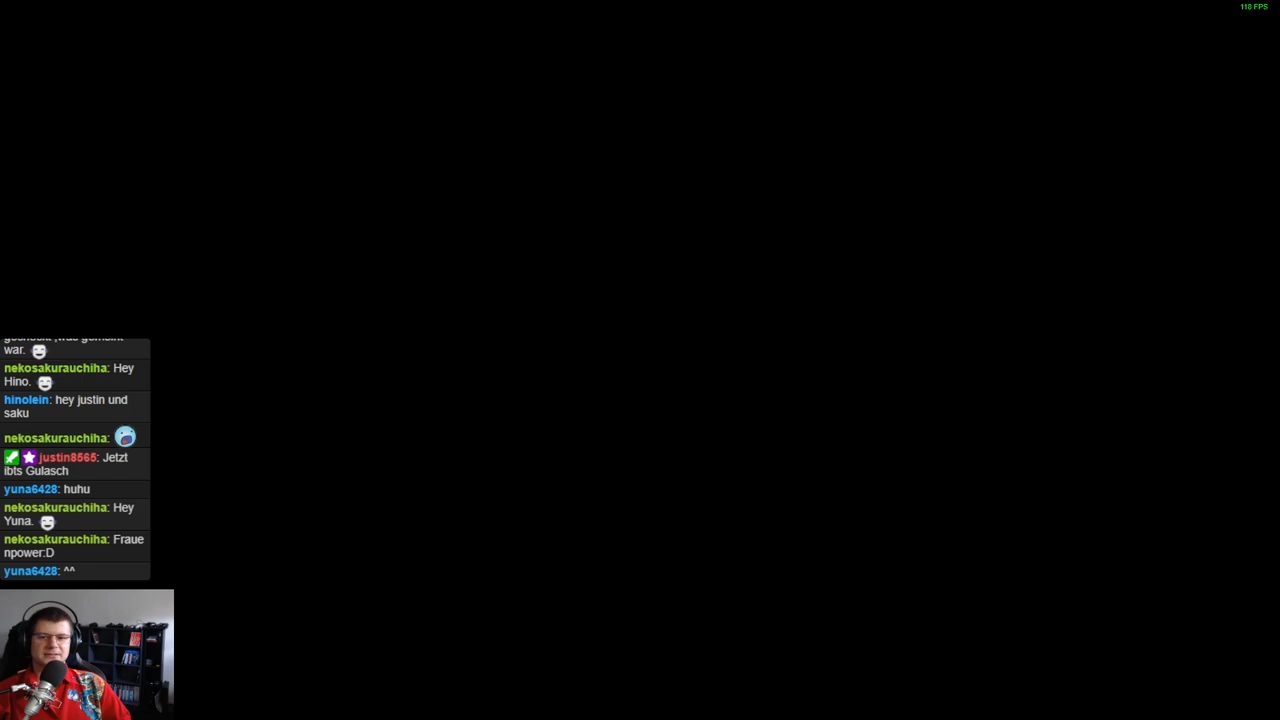 118 FPS
war.
nekosakurauchiha: Hey
Hino.
hinolein: hey justin und
saku
nekosakurauchiha:
justin8565: Jetzt
ibts Gulasch
yuna6428: huhu
nekosakurauchiha: Hey
Yuna.
nekosakurauchiha: Fraue
npower:D
yuna6428: ^^